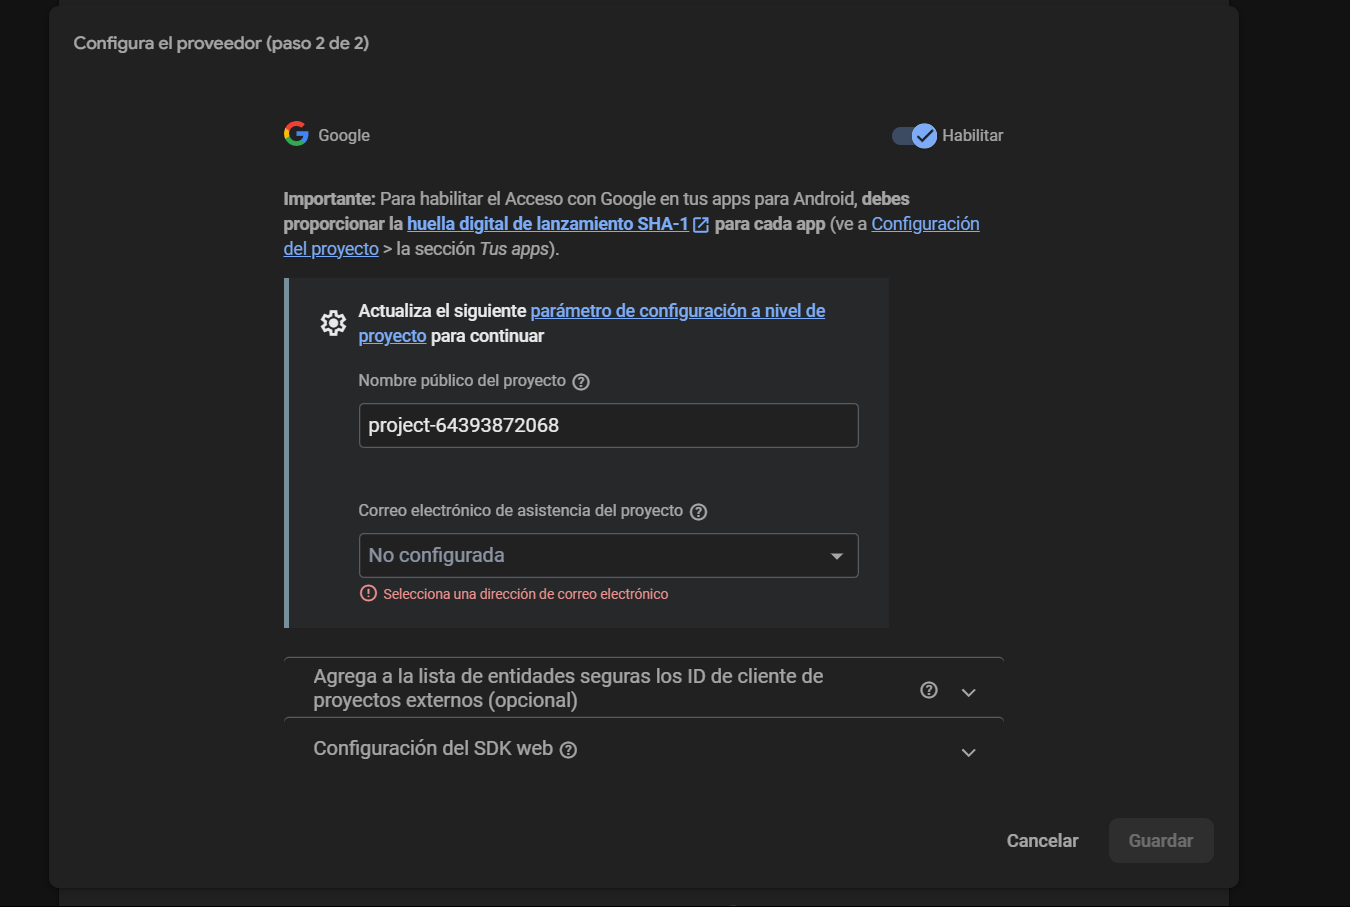 Configura el proveedor (paso 2 de 2)
Google
Habilitar
Importante: Para habilitar el Acceso con Google en tus apps para Android, debes
proporcionar la huella digital de lanzamiento SHA-1 para cada app (ve a Configuración
del proyecto > la sección Tus apps).
Actualiza el siguiente parámetro de configuración a nivel de
proyecto para continuar
Nombre público del proyecto
project-64393872068
Correo electrónico de asistencia del proyecto
No configurada
Selecciona una dirección de correo electrónico
Agrega a la lista de entidades seguras los ID de cliente de
proyectos externos (opcional)
Configuración del SDK web
Cancelar
Guardar